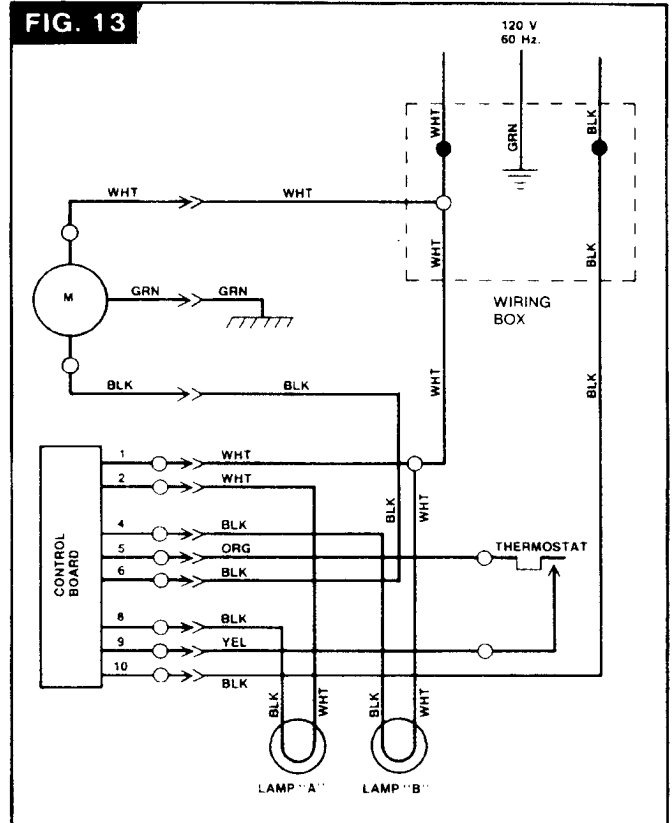 FIG. 13
120 V
60 Hz.
WHT
GRN
BLK
WHT
WHT
WHT
BLK
M
GRN
GRN
WIRING
BOX
BLK
BLK
WHT
BLK
CONTROL
BOARD
1
WHT
2
WHT
BLK
WHT
4
BLK
5
ORG
THERMOSTAT
6
BLK
8
BLK
9
YEL
10
BLK
BLK
WHT
BLK
WHT
LAMP "A"
LAMP "B"